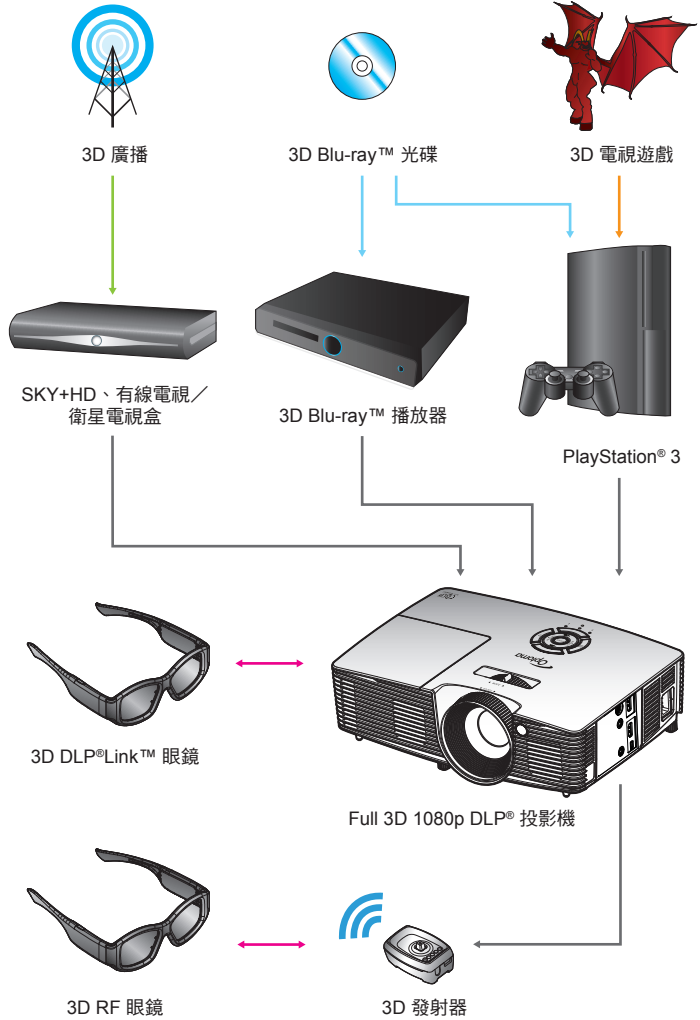 3D 廣播
3D Blu-ray™ 光碟
3D 電視遊戲
SKY+HD、有線電視／
衛星電視盒
3D Blu-ray™ 播放器
PlayStation® 3
Optoma
3D DLP®Link™ 眼鏡
Full 3D 1080p DLP® 投影機
3D RF 眼鏡
3D 發射器